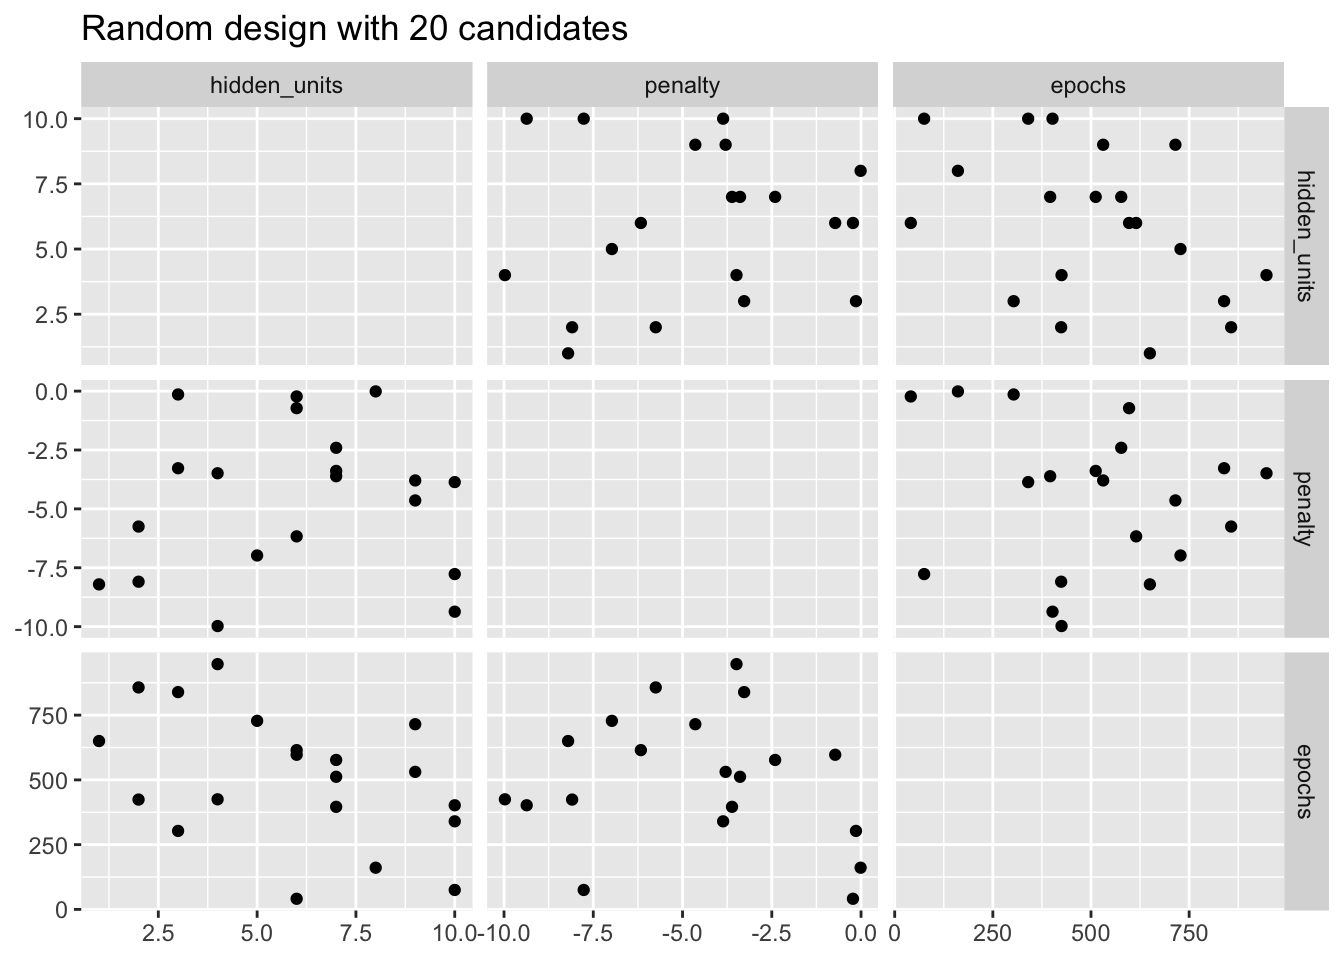 Random design with 20 candidates
hidden_units penalty epochs
10.0
7.5
5.0
2.5
hidden_units
0.0
-2.5
-5.0
-7.5
-10.0
penalty
750
500
250
0
epochs
2.5 5.0 7.5 10.0 -10.0 -7.5 -5.0 -2.5 0.0 0 250 500 750